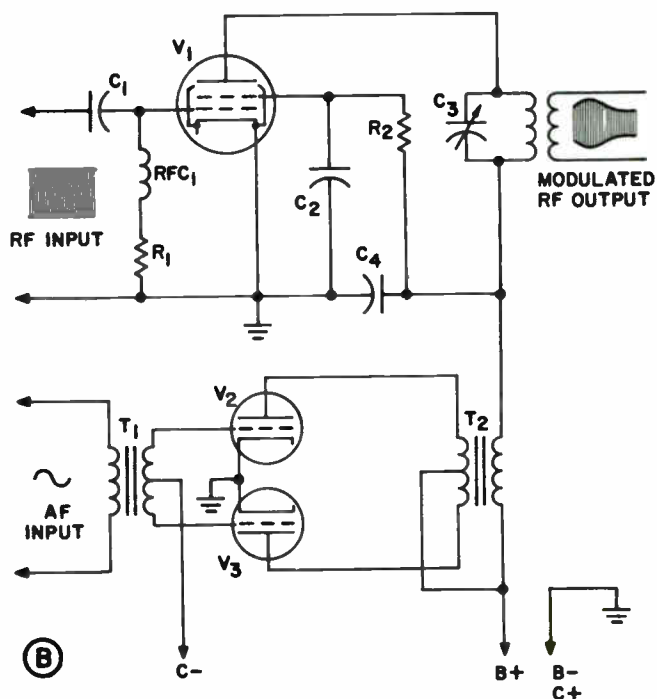 V1
C1
RFC1
R1
RF INPUT
C2
R2
C3
C4
MODULATED
RF OUTPUT
V2
T1
T2
AF
INPUT
V3
B
C-
B+
B-
C+